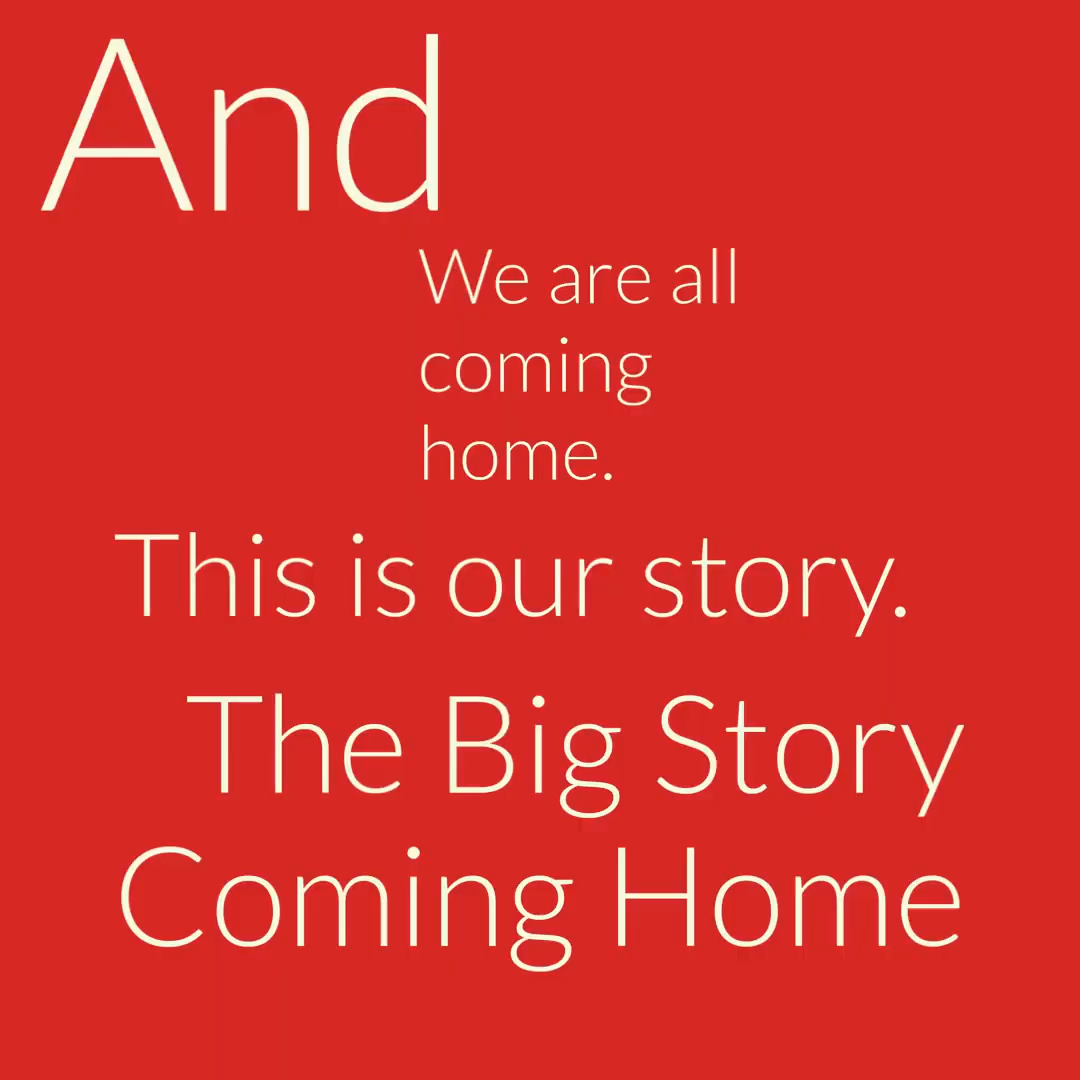 And
We are all
coming
home.
This is our story.
The Big Story
Coming Home